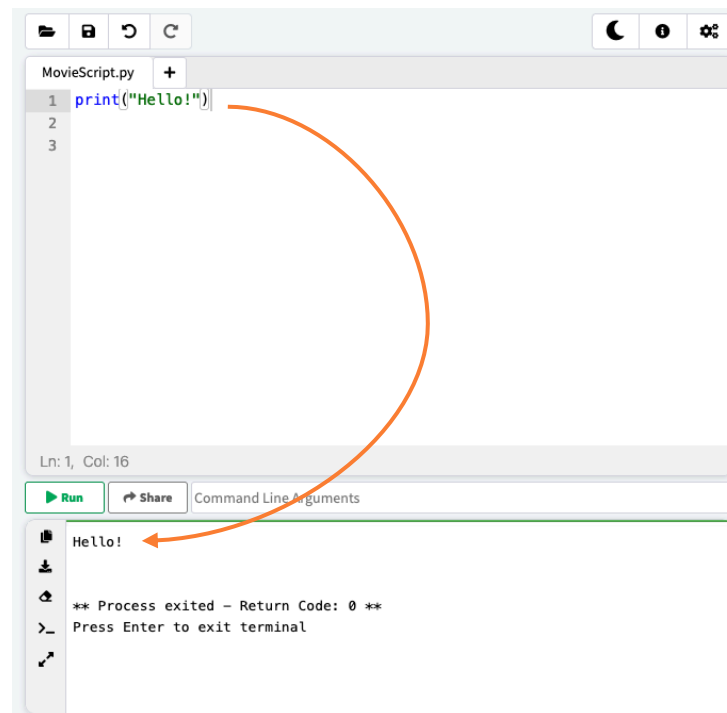 MovieScript.py +
1 print("Hello!")
2
3
Ln: 1, Col: 16
Run Share Command Line Arguments
Hello!
** Process exited - Return Code: 0 **
Press Enter to exit terminal